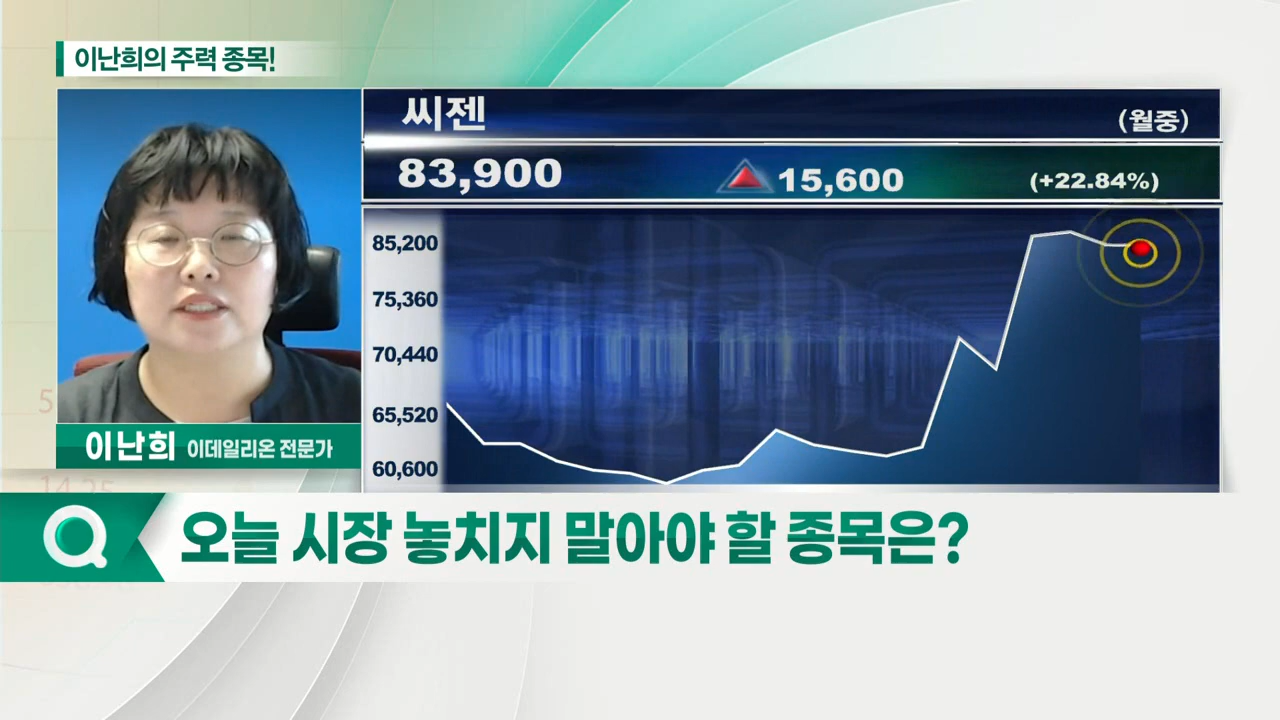 이난희의 주력 종목!
씨젠
(월중)
83,900
15,600
(+22.84%)
85,200
75,360
70,440
65,520
60,600
이난희 이데일리온 전문가
오늘 시장 놓치지 말아야 할 종목은?